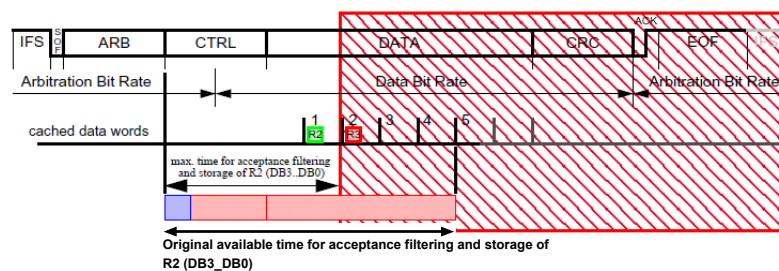 ACK
IFS SOF ARB CTRL DATA CRC EOF IFS
Arbitration Bit Rate Data Bit Rate Arbitration Bit Rate
1 2 3 4 5
cached data words R2 R3
max. time for acceptance filtering
and storage of R2 (DB3..DB0)
Original available time for acceptance filtering and storage of
R2 (DB3_DB0)